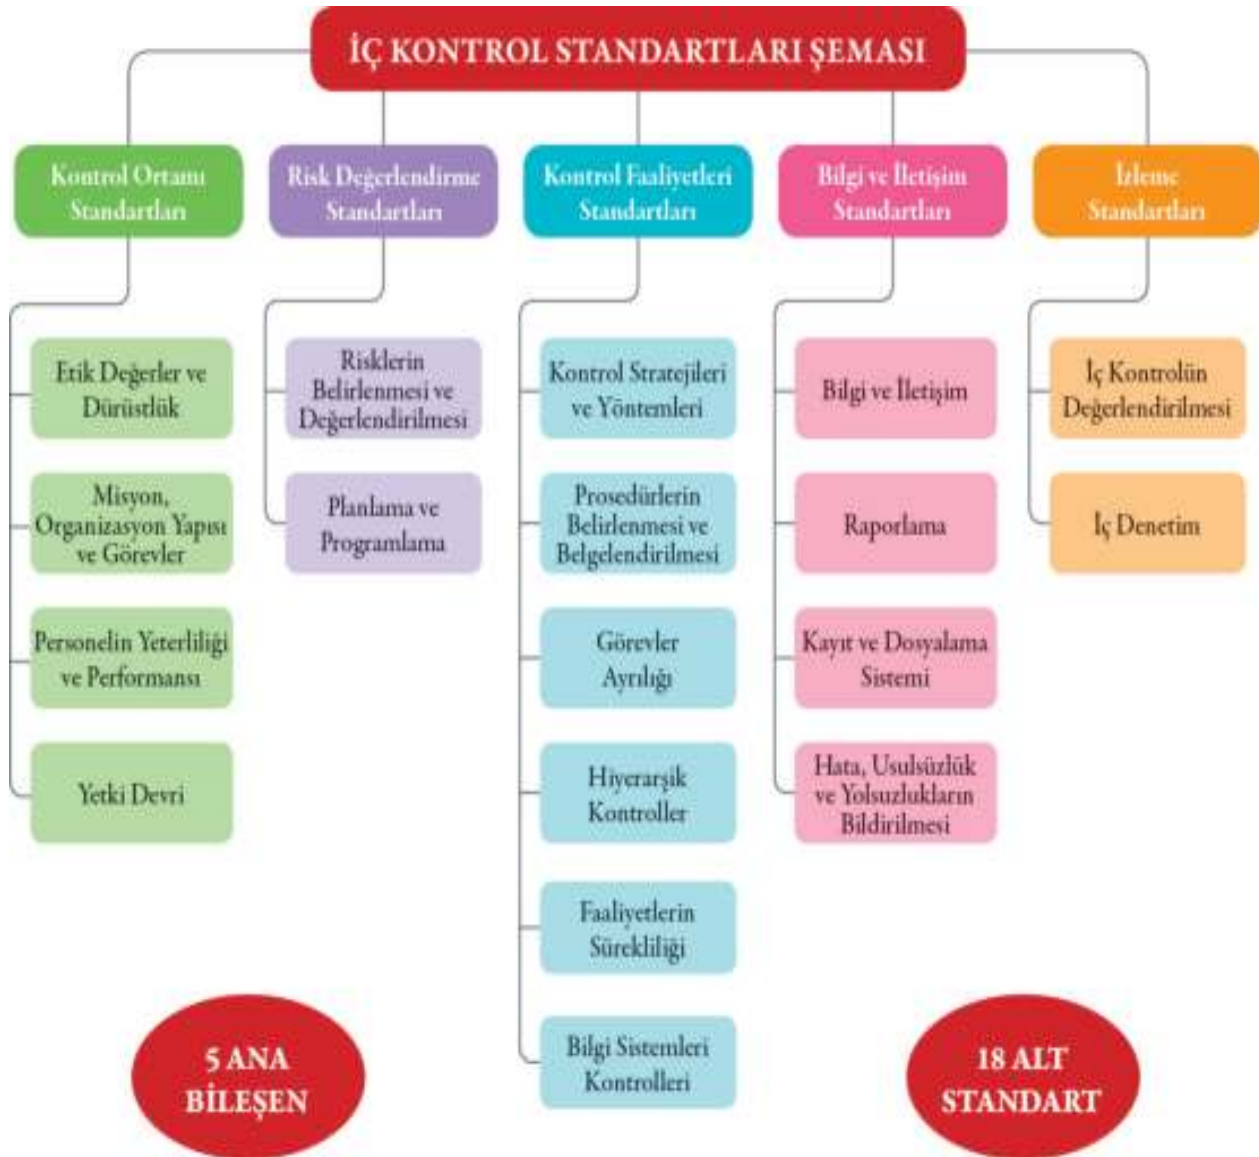 İÇ KONTROL STANDARTLARI ŞEMASI
Kontrol Ortamı
Standartları
Risk Değerlendirme
Standartları
Kontrol Faaliyetleri
Standartları
Bilgi ve İletişim
Standartları
İzleme
Standartları
Etik Değerler ve
Dürüstlük
Misyon,
Organizasyon Yapısı
ve Görevler
Personelin Yeterliliği
ve Performansı
Yetki Devri
Risklerin
Belirlenmesi ve
Değerlendirilmesi
Planlama ve
Programlama
Kontrol Stratejileri
ve Yöntemleri
Prosedürlerin
Belirlenmesi ve
Belgelendirilmesi
Görevler
Ayrılığı
Hiyerarşik
Kontroller
Faaliyetlerin
Sürekliliği
Bilgi Sistemleri
Kontrolleri
Bilgi ve İletişim
Raporlama
Kayıt ve Dosyalama
Sistemi
Hata, Usulsüzlük
ve Yolsuzlukların
Bildirilmesi
İç Kontrolün
Değerlendirilmesi
İç Denetim
5 ANA
BİLEŞEN
18 ALT
STANDART